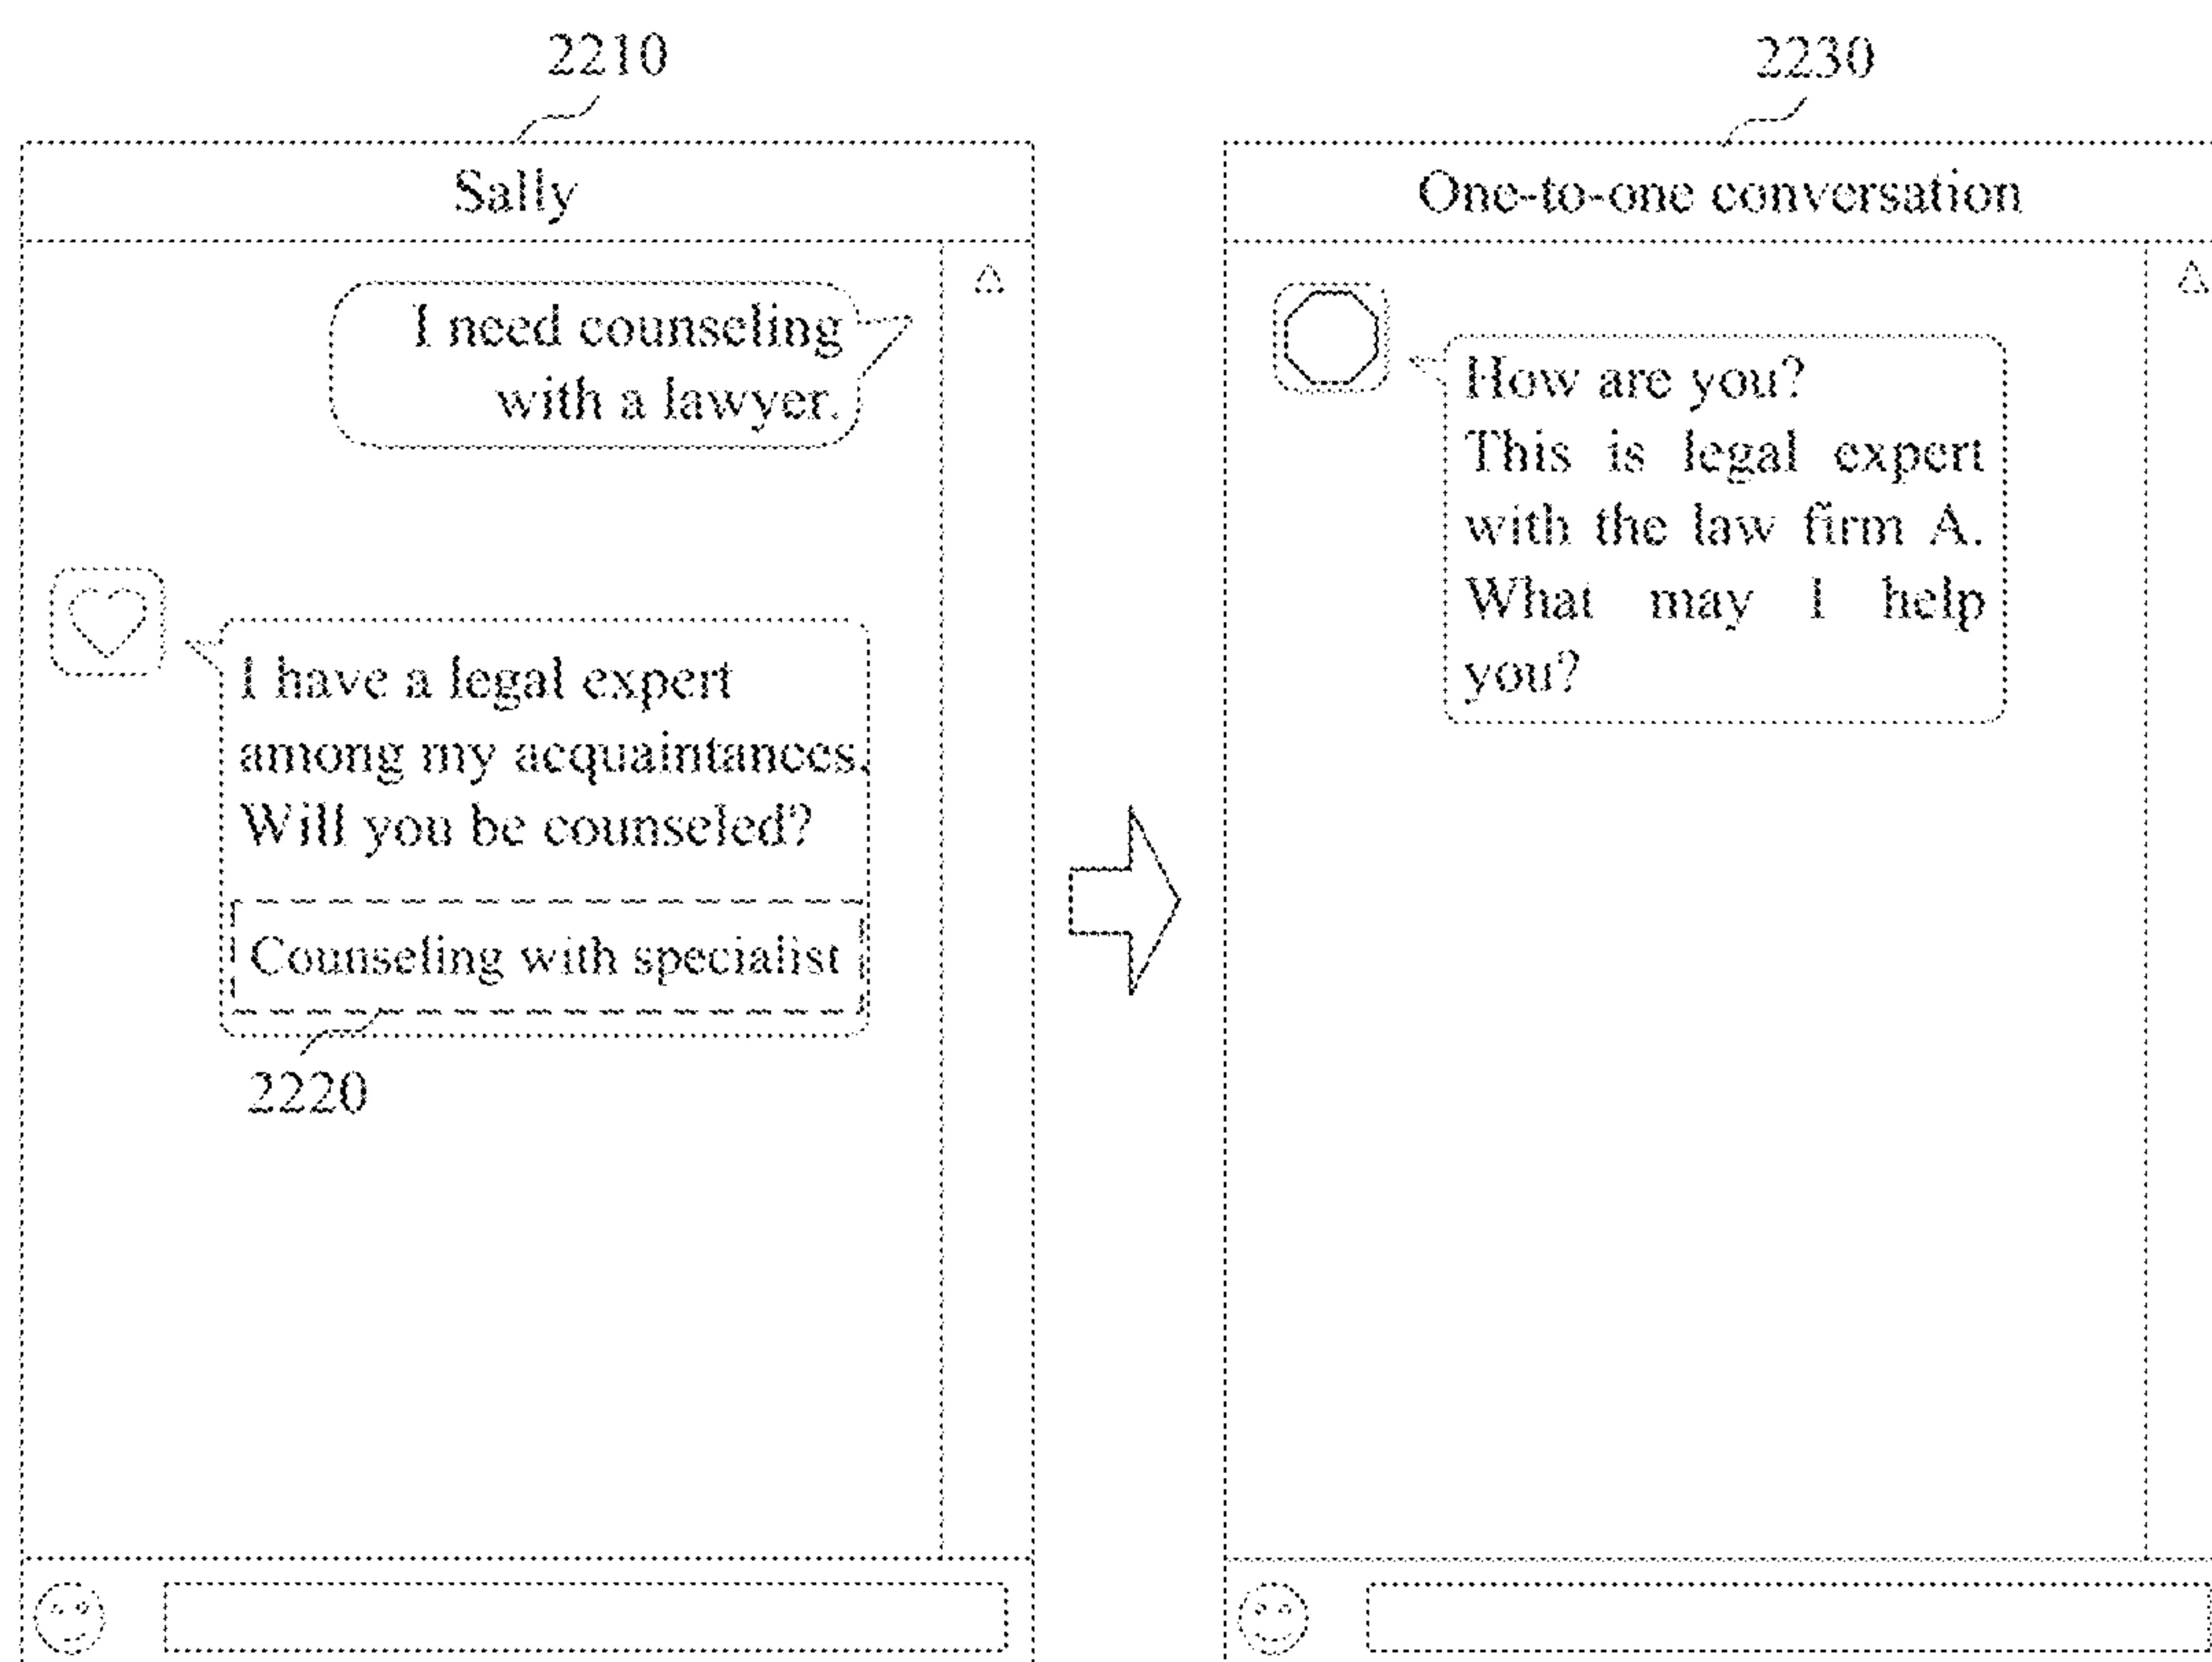 2210
Sally
I need counseling
with a lawyer.
I have a legal expert
among my acquaintances.
Will you be counseled?
Counseling with specialist
2220
2230
One-to-one conversation
How are you?
This is legal expert
with the law firm A.
What may I help
you?